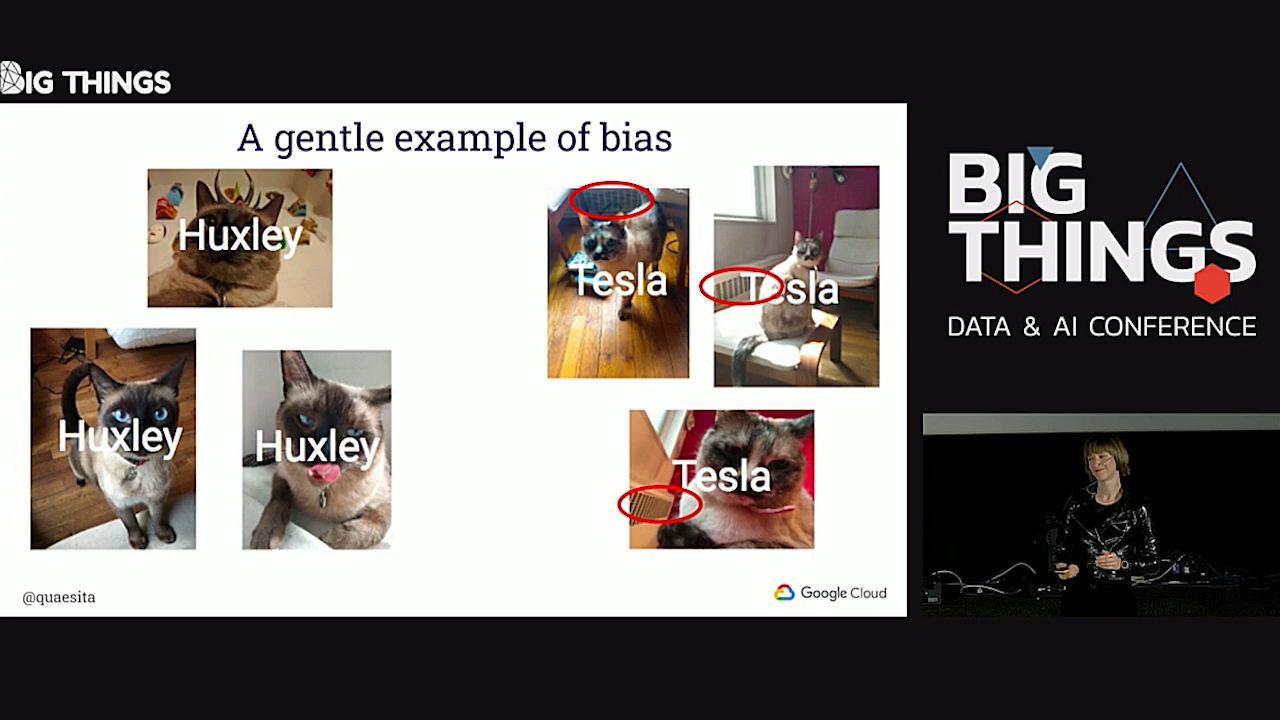 BIG THINGS
A gentle example of bias
Huxley
Huxley
Huxley
Tesla
Tesla
Tesla
@quaesita
Google Cloud
BIG
THINGS
DATA & AI CONFERENCE